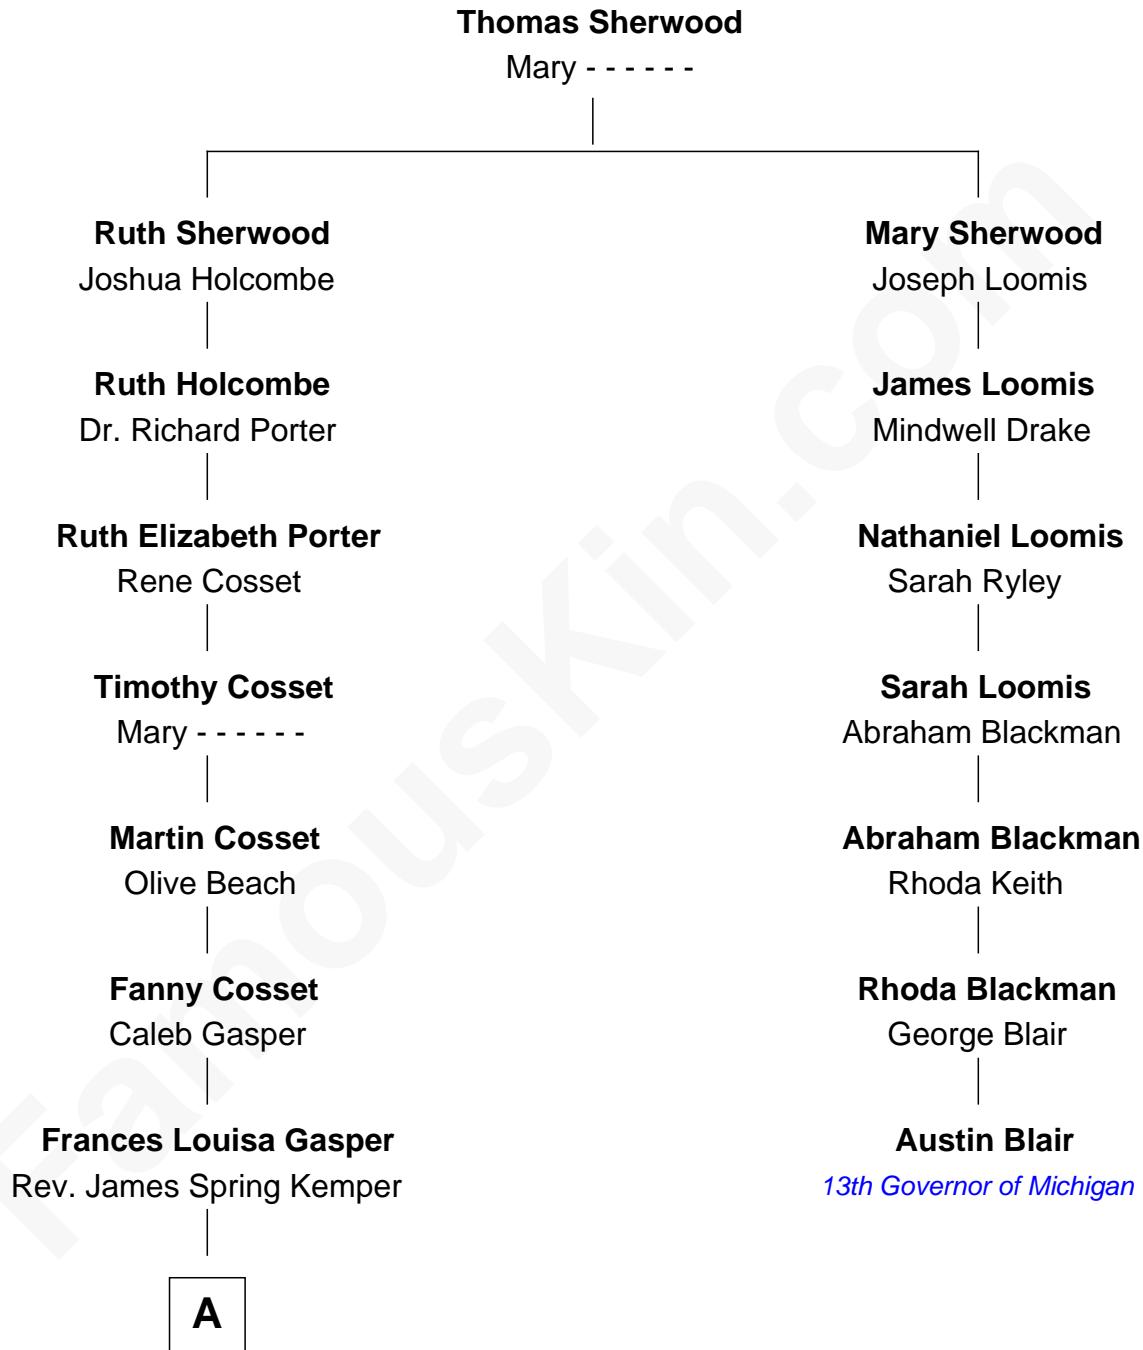 Thomas Sherwood
Mary - - - - - -
Ruth Sherwood
Joshua Holcombe
Mary Sherwood
Joseph Loomis
Ruth Holcombe
Dr. Richard Porter
James Loomis
Mindwell Drake
Ruth Elizabeth Porter
Rene Cosset
Nathaniel Loomis
Sarah Ryley
Timothy Cosset
Mary - - - - - -
Sarah Loomis
Abraham Blackman
Martin Cosset
Olive Beach
Abraham Blackman
Rhoda Keith
Fanny Cosset
Caleb Gasper
Rhoda Blackman
George Blair
Frances Louisa Gasper
Rev. James Spring Kemper
Austin Blair
13th Governor of Michigan
A
FamousKin.com